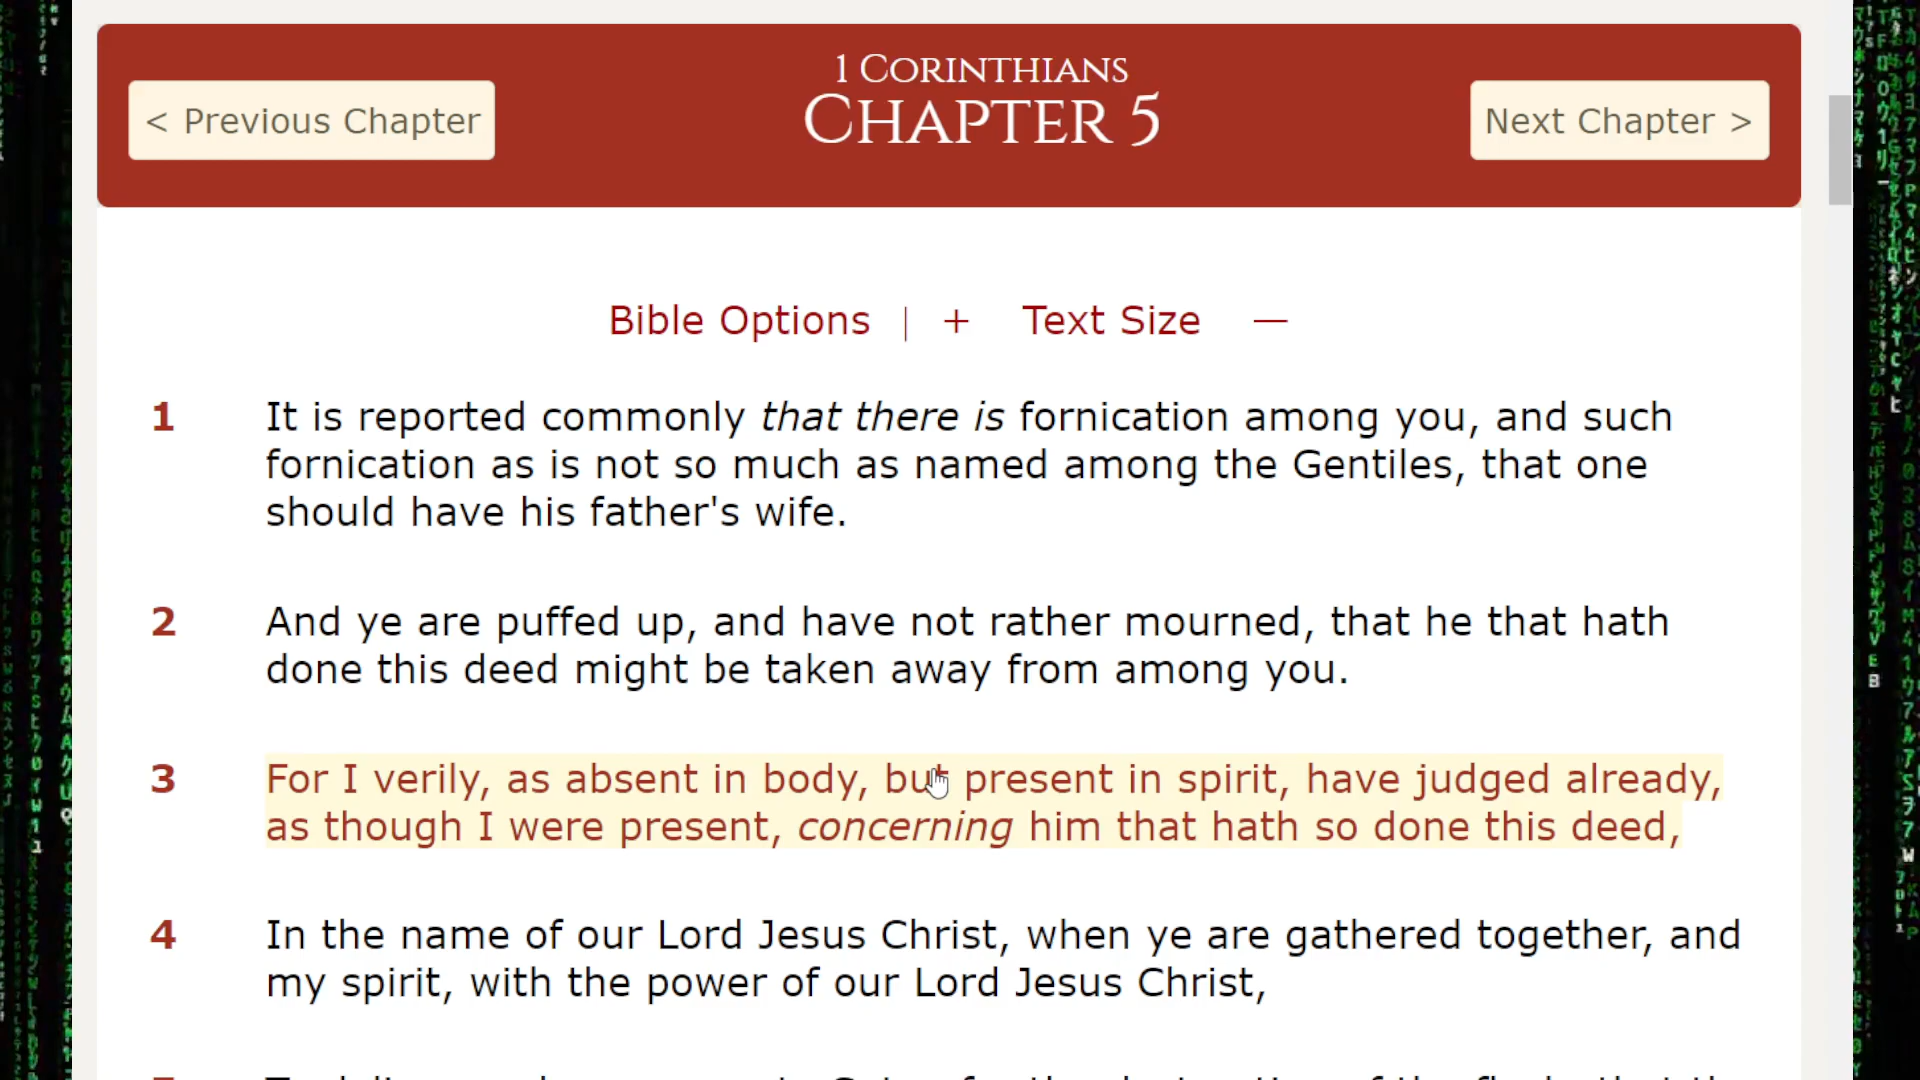 1 Corinthians
Chapter 5
< Previous Chapter
Next Chapter >
Bible Options | + Text Size —
1 It is reported commonly that there is fornication among you, and such
fornication as is not so much as named among the Gentiles, that one
should have his father's wife.
2 And ye are puffed up, and have not rather mourned, that he that hath
done this deed might be taken away from among you.
3 For I verily, as absent in body, but present in spirit, have judged already,
as though I were present, concerning him that hath so done this deed,
4 In the name of our Lord Jesus Christ, when ye are gathered together, and
my spirit, with the power of our Lord Jesus Christ,